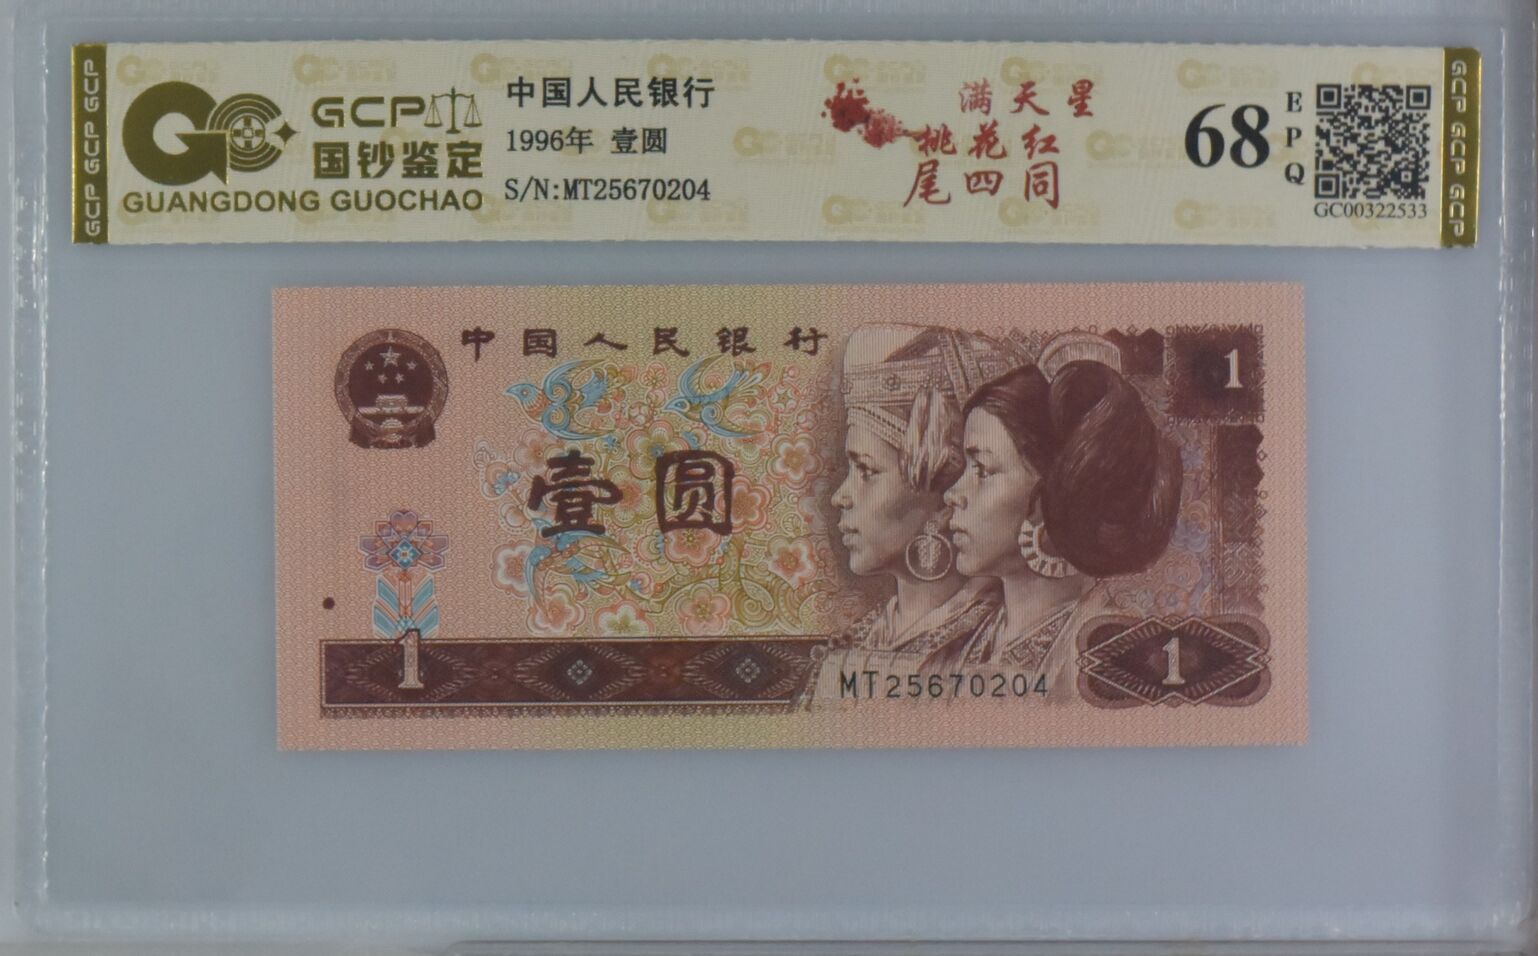 GCP GCP GCP
GCP
国钞鉴定
GUANGDONG GUOCHAO
中国人民银行
1996年 壹圆
S/N:MT25670204
满天星
桃花红
尾四同
68
EPQ
GC00322533
GCP GCP GCP
中国人民银行
1
壹圆
1
MT25670204
1